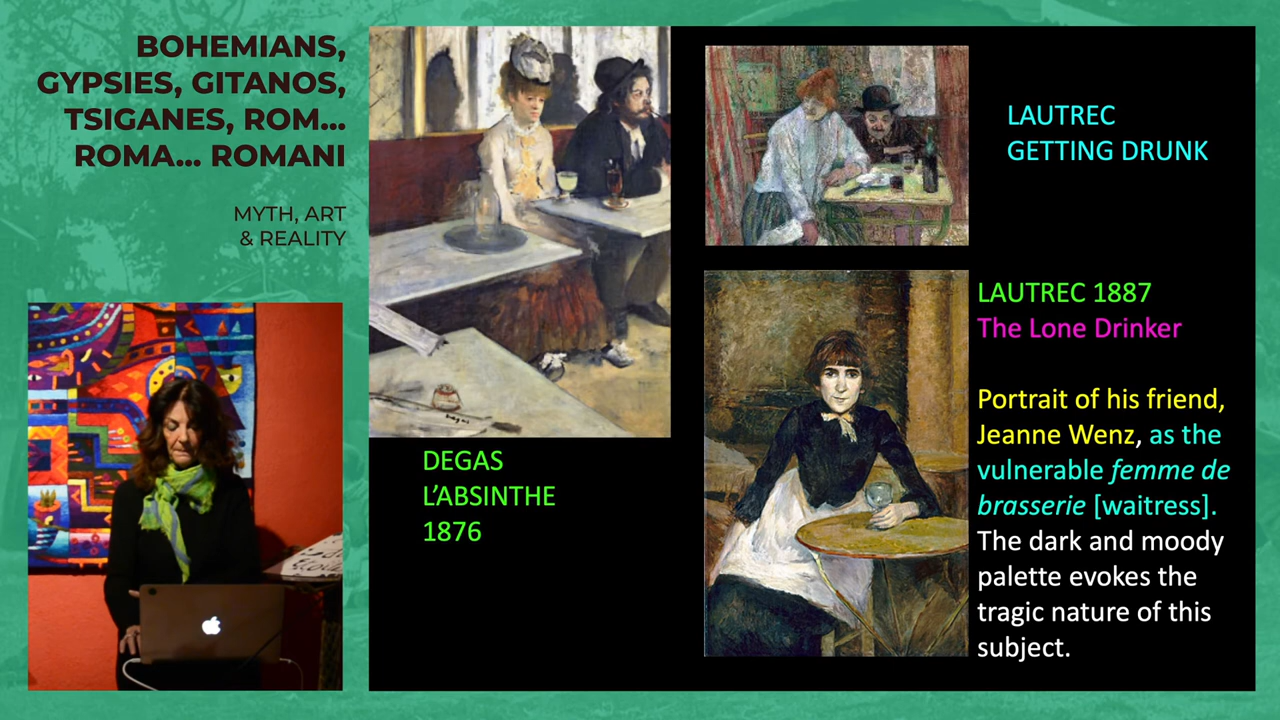 BOHEMIANS,
GYPSIES, GITANOS,
TSIGANES, ROM...
ROMA... ROMANI
MYTH, ART
& REALITY
DEGAS
L’ABSINTHE
1876
LAUTREC
GETTING DRUNK
LAUTREC 1887
The Lone Drinker
Portrait of his friend,
Jeanne Wenz, as the
vulnerable femme de
brasserie [waitress].
The dark and moody
palette evokes the
tragic nature of this
subject.